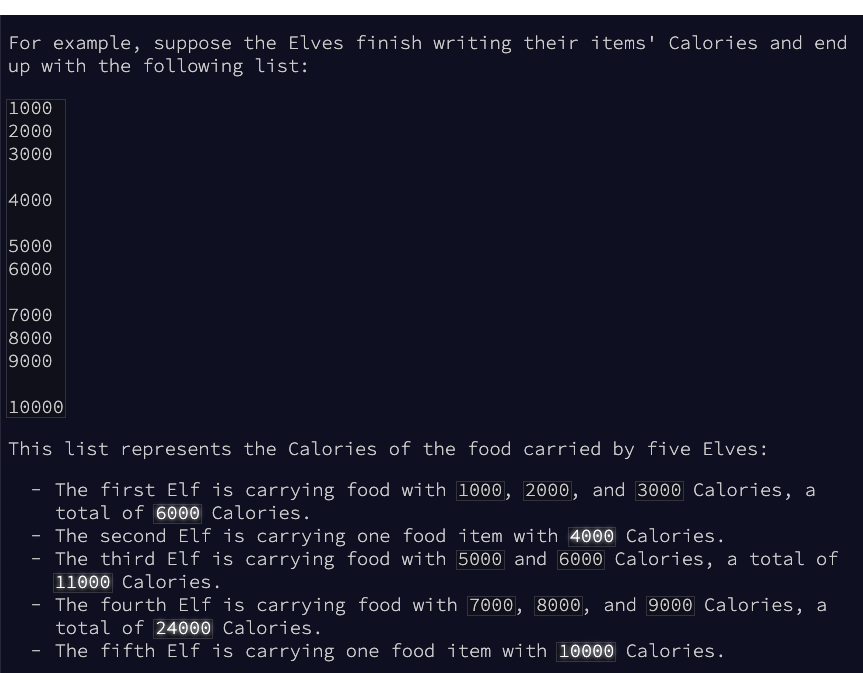 For example, suppose the Elves finish writing their items' Calories and end
up with the following list:
1000
2000
3000
4000
5000
6000
7000
8000
9000
10000
This list represents the Calories of the food carried by five Elves:
- The first Elf is carrying food with 1000, 2000, and 3000 Calories, a
total of 6000 Calories.
- The second Elf is carrying one food item with 4000 Calories.
- The third Elf is carrying food with 5000 and 6000 Calories, a total of
11000 Calories.
- The fourth Elf is carrying food with 7000, 8000, and 9000 Calories, a
total of 24000 Calories.
- The fifth Elf is carrying one food item with 10000 Calories.